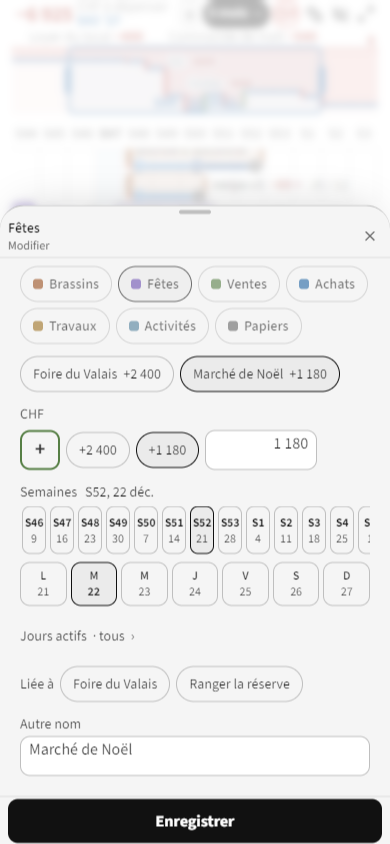 Fêtes
Modifier
×
Brassins Fêtes Ventes Achats
Travaux Activités Papiers
Foire du Valais +2 400 Marché de Noël +1 180
CHF
+ +2 400 +1 180 1 180
Semaines S52, 22 déc.
S46 S47 S48 S49 S50 S51 S52 S53 S1 S2 S3 S4
9 16 23 30 7 14 21 28 4 11 18 25
L M M J V S D
21 22 23 24 25 26 27
Jours actifs · tous ›
Liée à Foire du Valais Ranger la réserve
Autre nom
Marché de Noël
Enregistrer